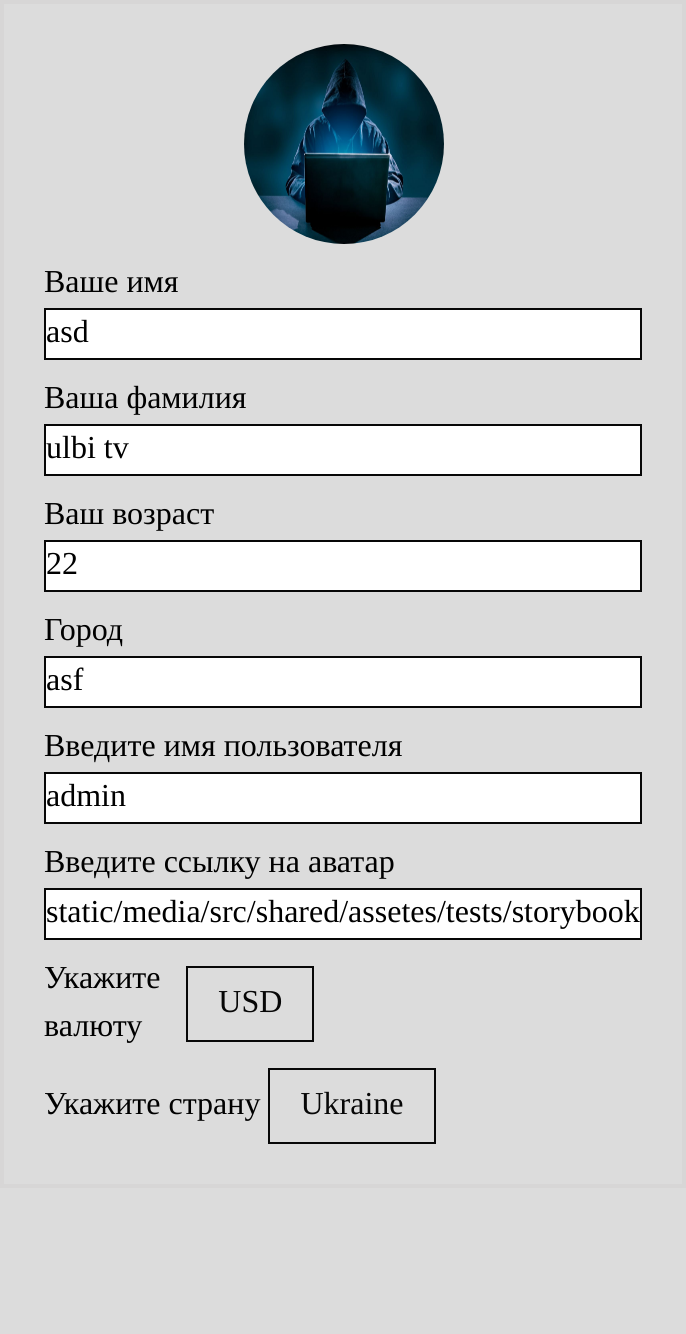 Ваше имя
asd
Ваша фамилия
ulbi tv
Ваш возраст
22
Город
asf
Введите имя пользователя
admin
Введите ссылку на аватар
static/media/src/shared/assetes/tests/storybook
Укажите
валюту
USD
Укажите страну
Ukraine